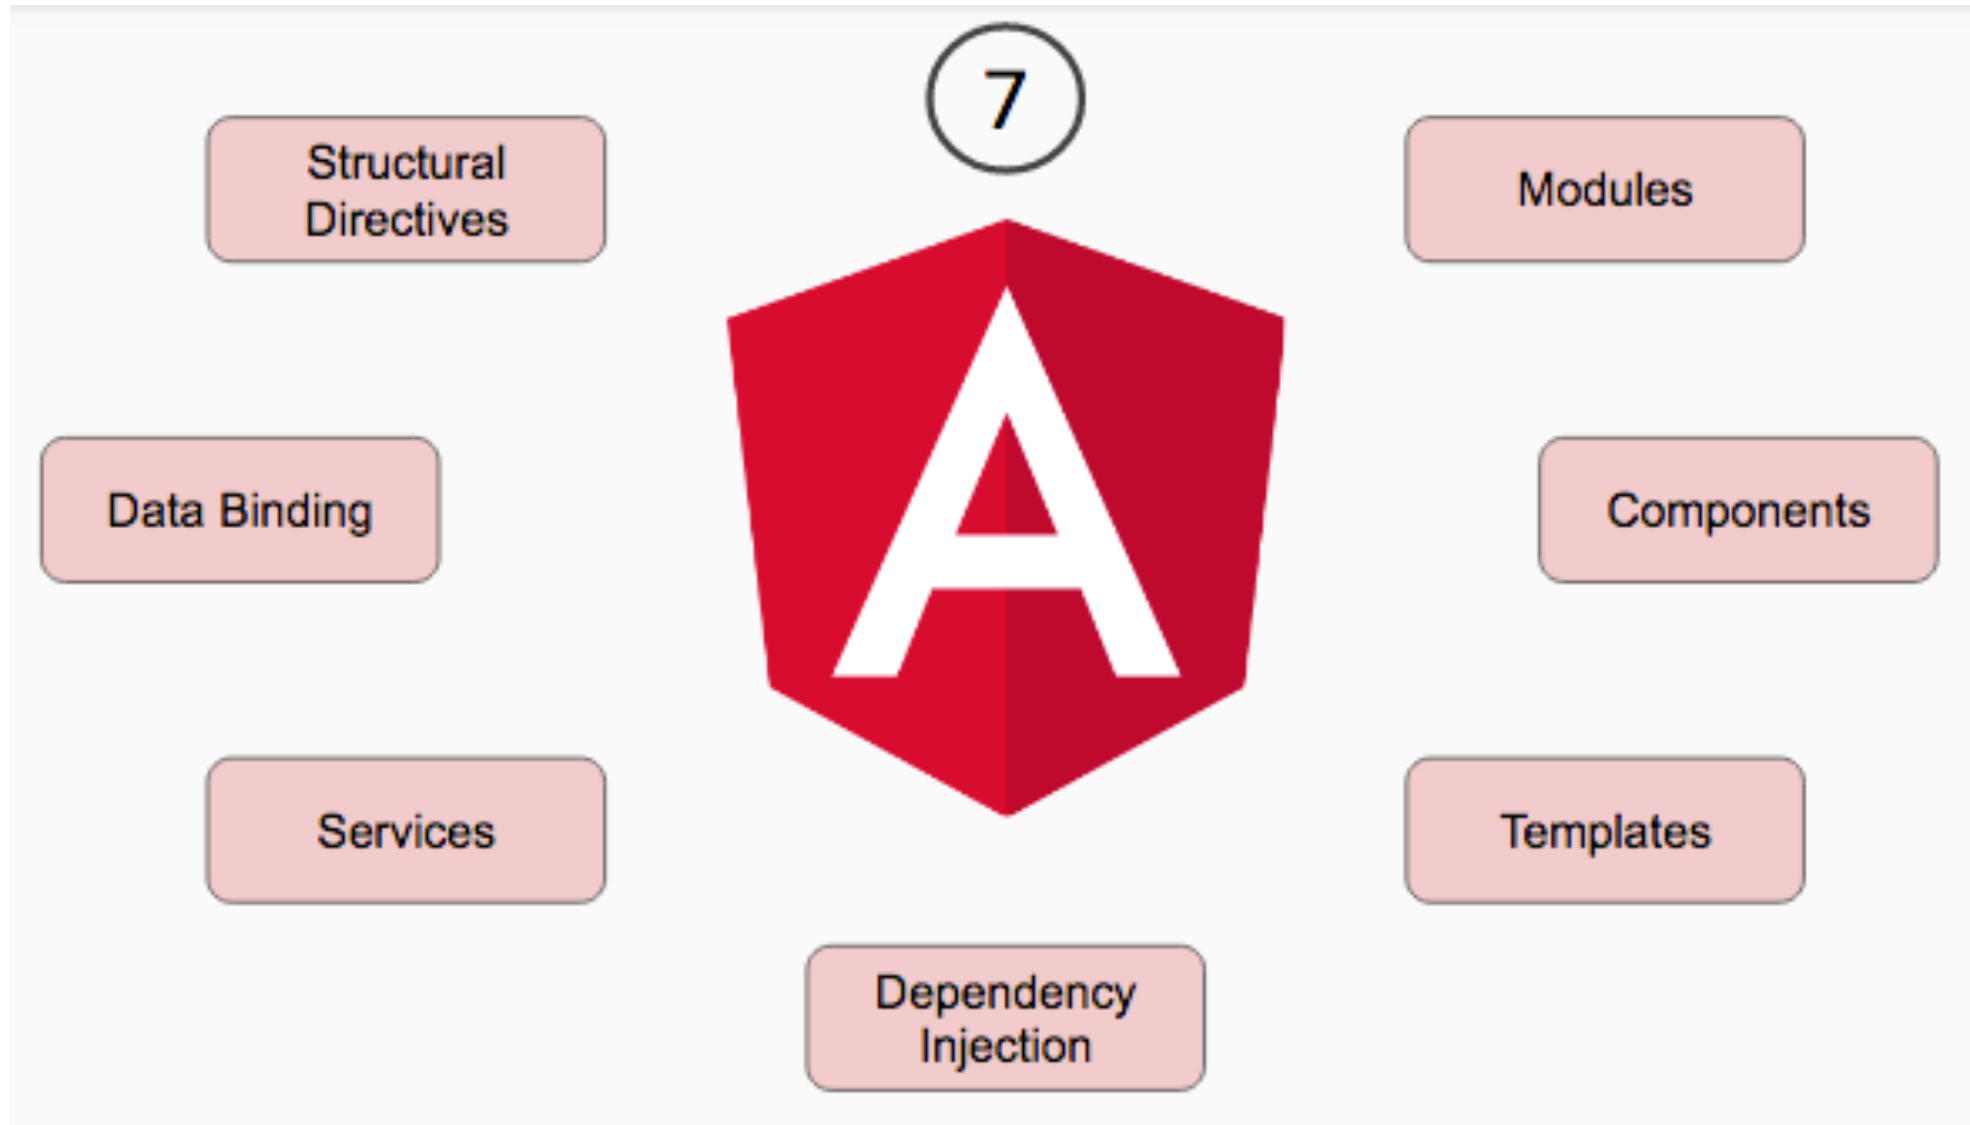 7
Structural
Directives
Modules
Data Binding
Components
Services
Templates
Dependency
Injection